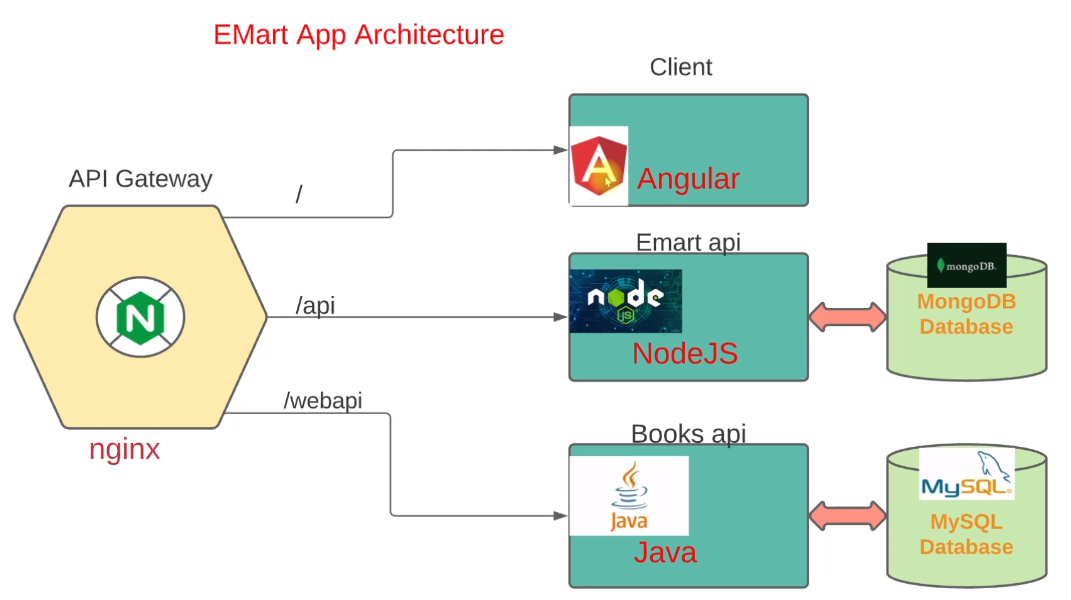 EMart App Architecture
Client
API Gateway
/
A
Angular
Emart api
/api
N
node
JS
NodeJS
mongoDB.
MongoDB
Database
/webapi
nginx
Books api
Java
Java
MySQL®
MySQL
Database